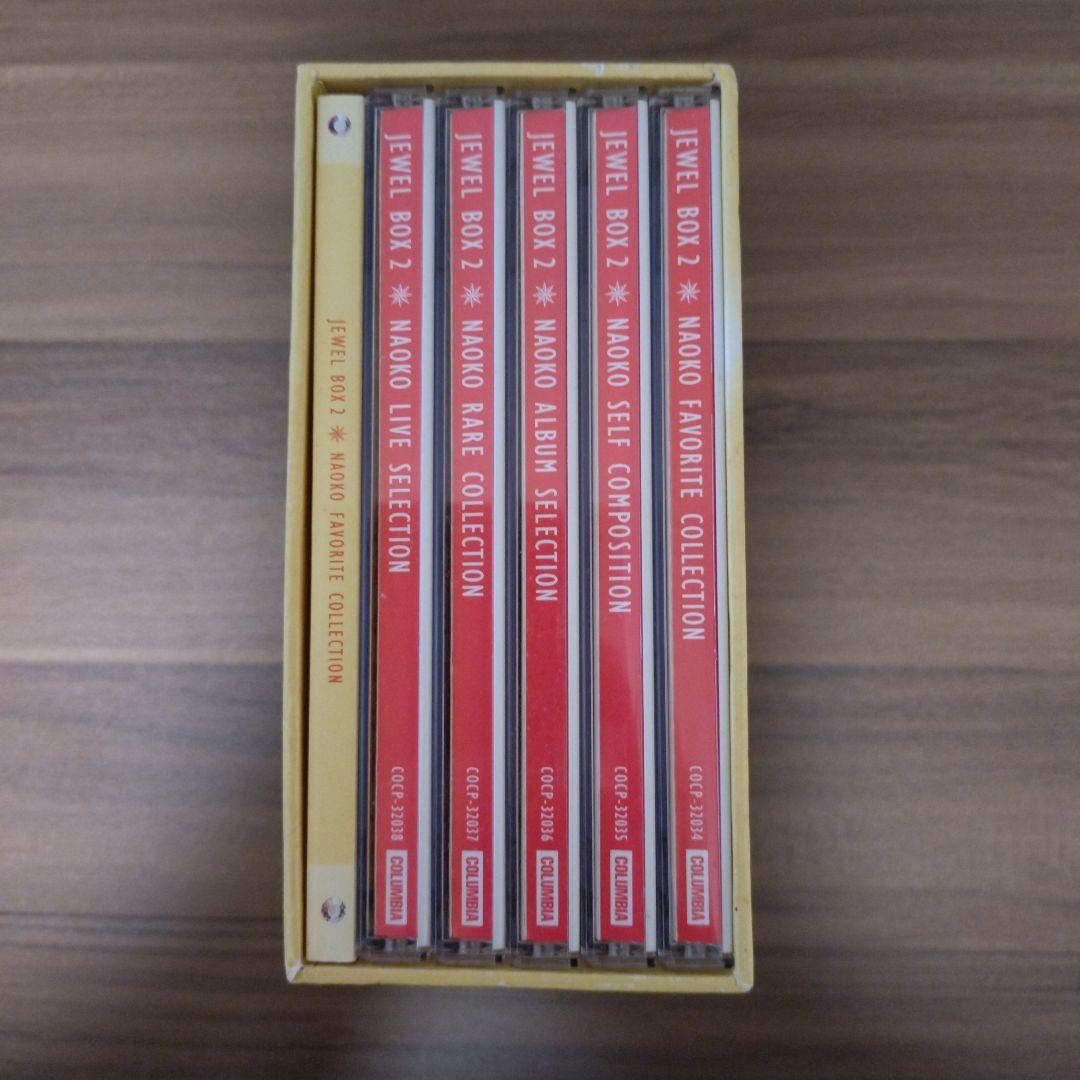 JEWEL BOX 2 ✳ NAOKO FAVORITE COLLECTION
JEWEL BOX 2 ✳ NAOKO LIVE SELECTION COCP-32038 COLUMBIA
JEWEL BOX 2 ✳ NAOKO RARE COLLECTION COCP-32037 COLUMBIA
JEWEL BOX 2 ✳ NAOKO ALBUM SELECTION COCP-32036 COLUMBIA
JEWEL BOX 2 ✳ NAOKO SELF COMPOSITION COCP-32035 COLUMBIA
JEWEL BOX 2 ✳ NAOKO FAVORITE COLLECTION COCP-32034 COLUMBIA